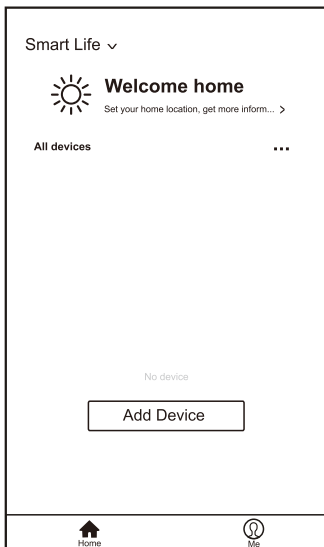 Smart Life
Welcome home
Set your home location, get more inform...
All devices
No device
Add Device
Home
Me